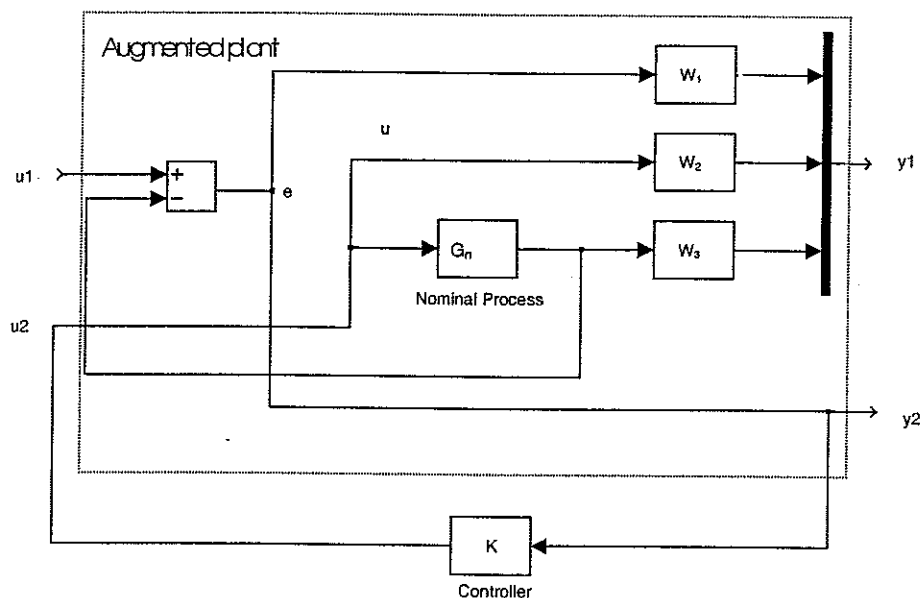 Augmented plant
W₁
u
u1
+
−
e
W₂
y1
Gₙ
W₃
Nominal Process
u2
y2
K
Controller